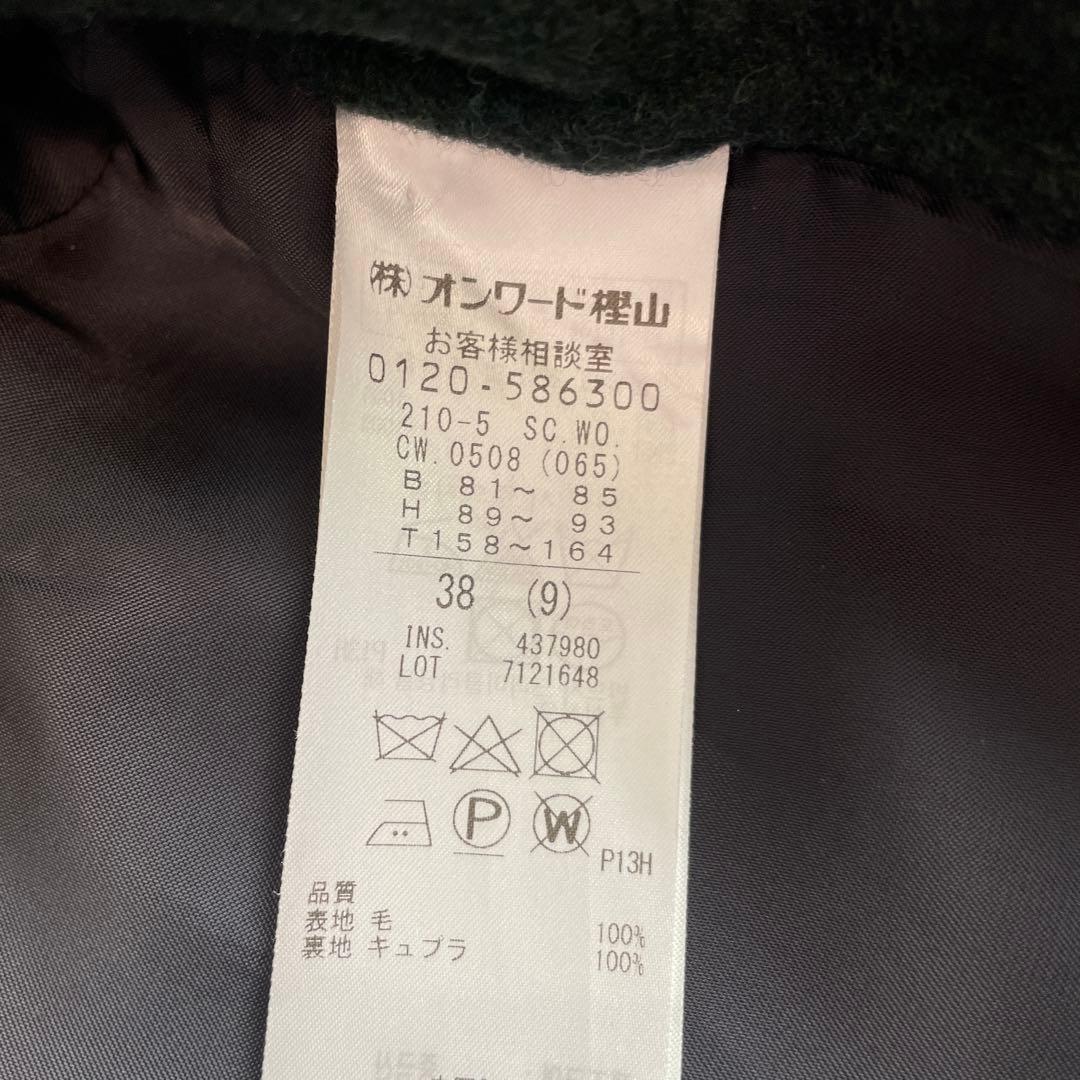 (株)オンワード樫山
お客様相談室
0120-586300
210-5 SC.WO.
CW.0508 (065)
B 81～ 85
H 89～ 93
T158～164
38 (9)
INS. 437980
LOT 7121648
P W
P13H
品質
表地 毛 100%
裏地 キュプラ 100%